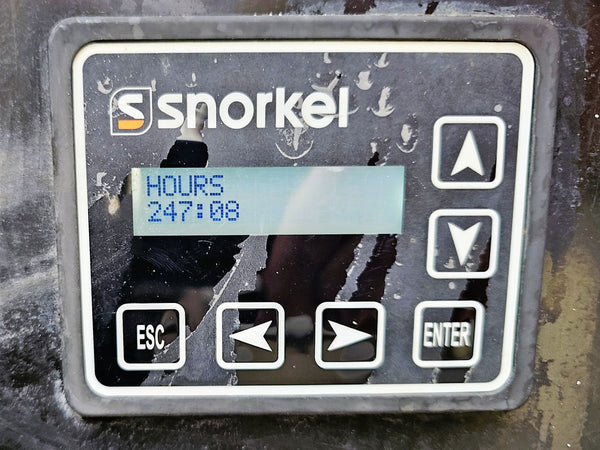 snorkel
HOURS
247:08
ESC
ENTER